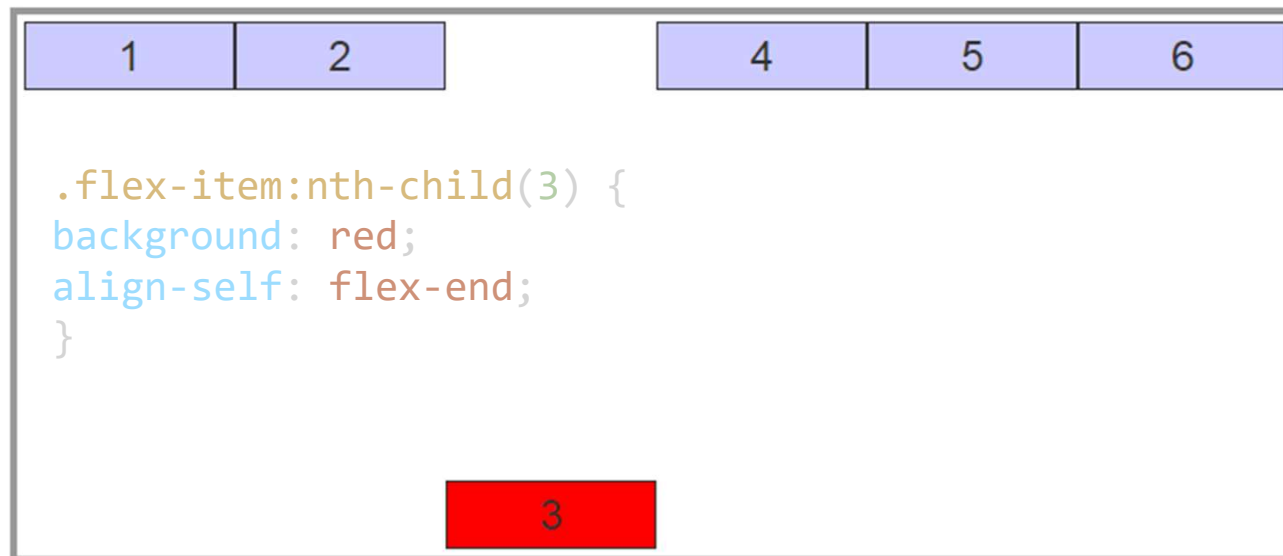 1 2 4 5 6
.flex-item:nth-child(3) {
background: red;
align-self: flex-end;
}
3